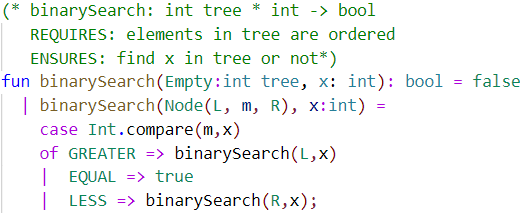 (* binarySearch: int tree * int -> bool
   REQUIRES: elements in tree are ordered
   ENSURES: find x in tree or not*)
fun binarySearch(Empty:int tree, x: int): bool = false
  | binarySearch(Node(L, m, R), x:int) =
    case Int.compare(m,x)
    of GREATER => binarySearch(L,x)
    |  EQUAL => true
    |  LESS => binarySearch(R,x);